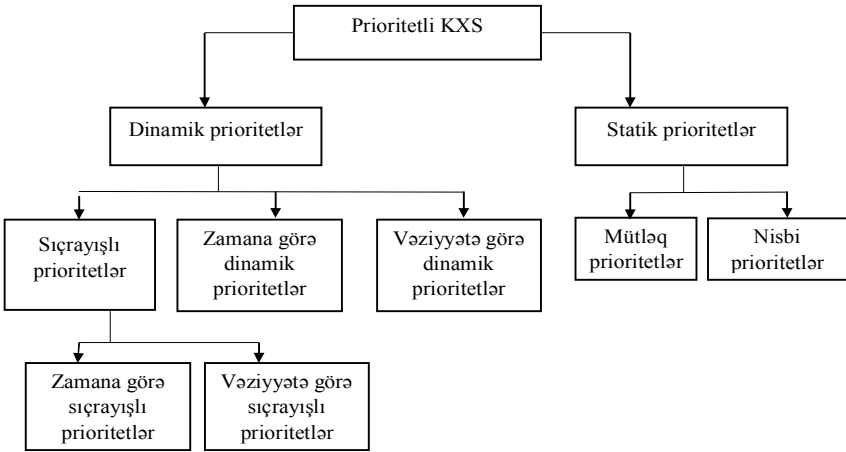 Prioritetli KXS
Dinamik prioritetlər
Statik prioritetlər
Sıçrayışlı
prioritetlər
Zamana görə
dinamik
prioritetlər
Vəziyyətə görə
dinamik
prioritetlər
Mütləq
prioritetlər
Nisbi
prioritetlər
Zamana görə
sıçrayışlı
prioritetlər
Vəziyyətə görə
sıçrayışlı
prioritetlər